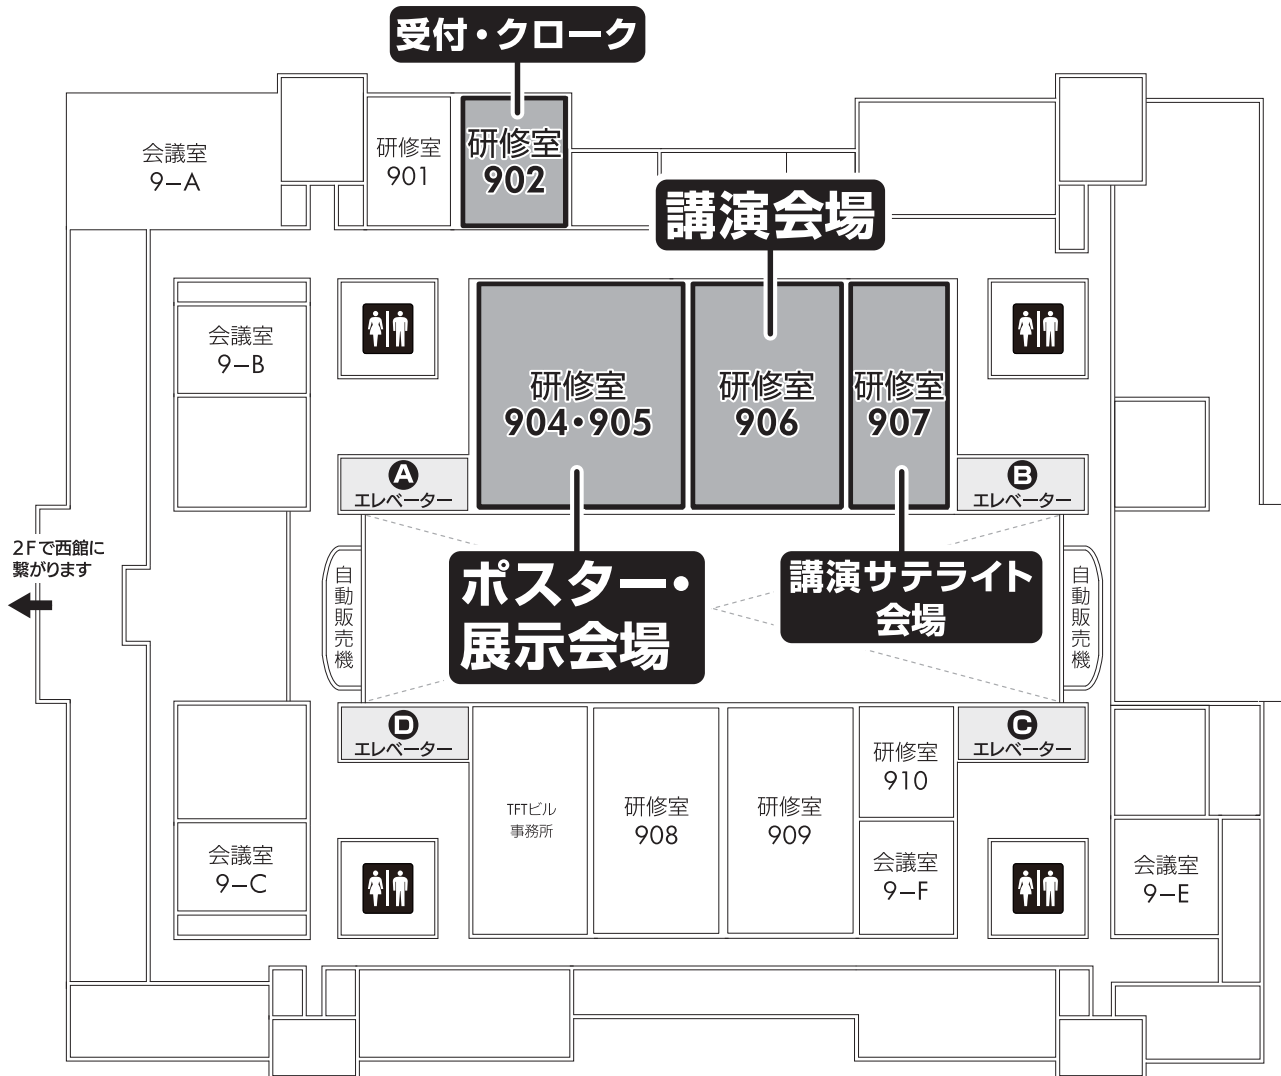 受付・クローク
会議室
9–A
研修室
901
研修室
902
講演会場
会議室
9–B
研修室
904・905
研修室
906
研修室
907
A
エレベーター
B
エレベーター
2Fで西館に
繋がります
自動販売機
ポスター・
展示会場
講演サテライト
会場
自動販売機
D
エレベーター
C
エレベーター
TFTビル
事務所
研修室
908
研修室
909
研修室
910
会議室
9–C
会議室
9–F
会議室
9–E